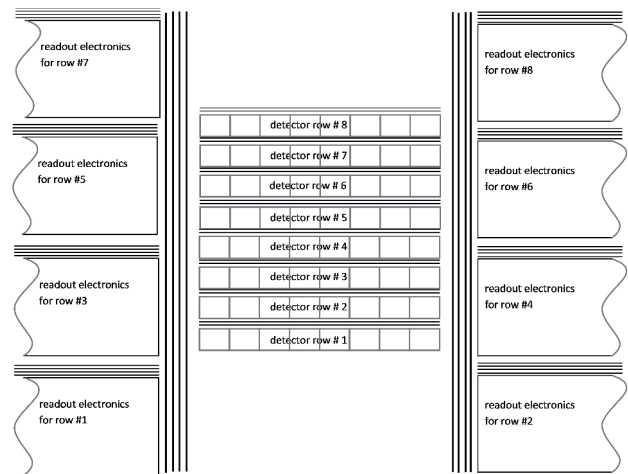 readout electronics
for row #7
readout electronics
for row #5
readout electronics
for row #3
readout electronics
for row #1
detector row # 8
detector row # 7
detector row # 6
detector row # 5
detector row # 4
detector row # 3
detector row # 2
detector row # 1
readout electronics
for row #8
readout electronics
for row #6
readout electronics
for row #4
readout electronics
for row #2